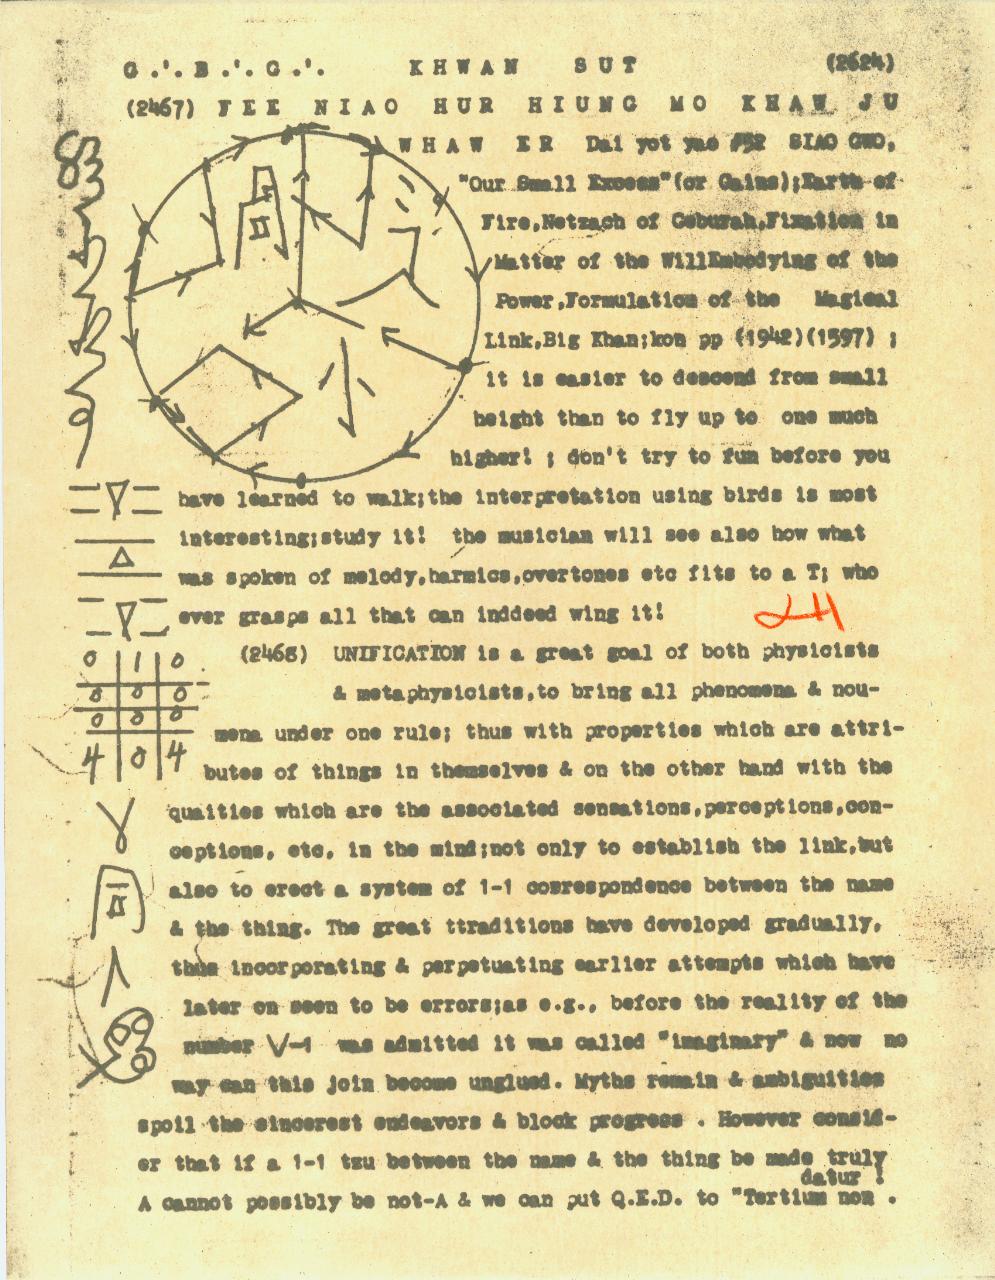 G.'. B.'. G.'. KHWAN SUT (2624)
(2467) FEE NIAO HUR HIUNG MO KHAW JU
WHAW ER Dai yot yae #52 SIAO GWO,
"Our Small Excess"(or Gains);Earth of
Fire,Netzach of Geburah,Fixation in
Matter of the WillEmbodying of the
Power,Formulation of the Magical
Link,Big Khan;kon pp (1942)(1597) ;
it is easier to descend from small
height than to fly up to one much
higher! ; don't try to fun before you
have learned to walk;the interpretation using birds is most
interesting;study it! the musician will see also how what
was spoken of melody,harmics,overtones etc fits to a T; who
ever grasps all that can inddeed wing it!
(2468) UNIFICATION is a great goal of both physicists
& metaphysicists,to bring all phenomena & nou-
mena under one rule; thus with properties which are attri-
butes of things in themselves & on the other hand with the
quaities which are the associated sensations,perceptions,con-
ceptions, etc, in the mind;not only to establish the link,but
also to erect a system of 1-1 correspondence between the name
& the thing. The great ttraditions have developed gradually,
thus incorporating & perpetuating earlier attempts which have
later on seen to be errors;as e.g., before the reality of the
number √-1 was admitted it was called "imaginary" & now no
way can this join become unglued. Myths remain & ambiguities
spoil the sincerest endeavors & block progress . However consid-
er that if a 1-1 tzu between the name & the thing be made truly
A cannot possibly be not-A & we can put Q.E.D. to "Tertium non datur !
0 1 0
0 0 0
0 0 0
4 0 4